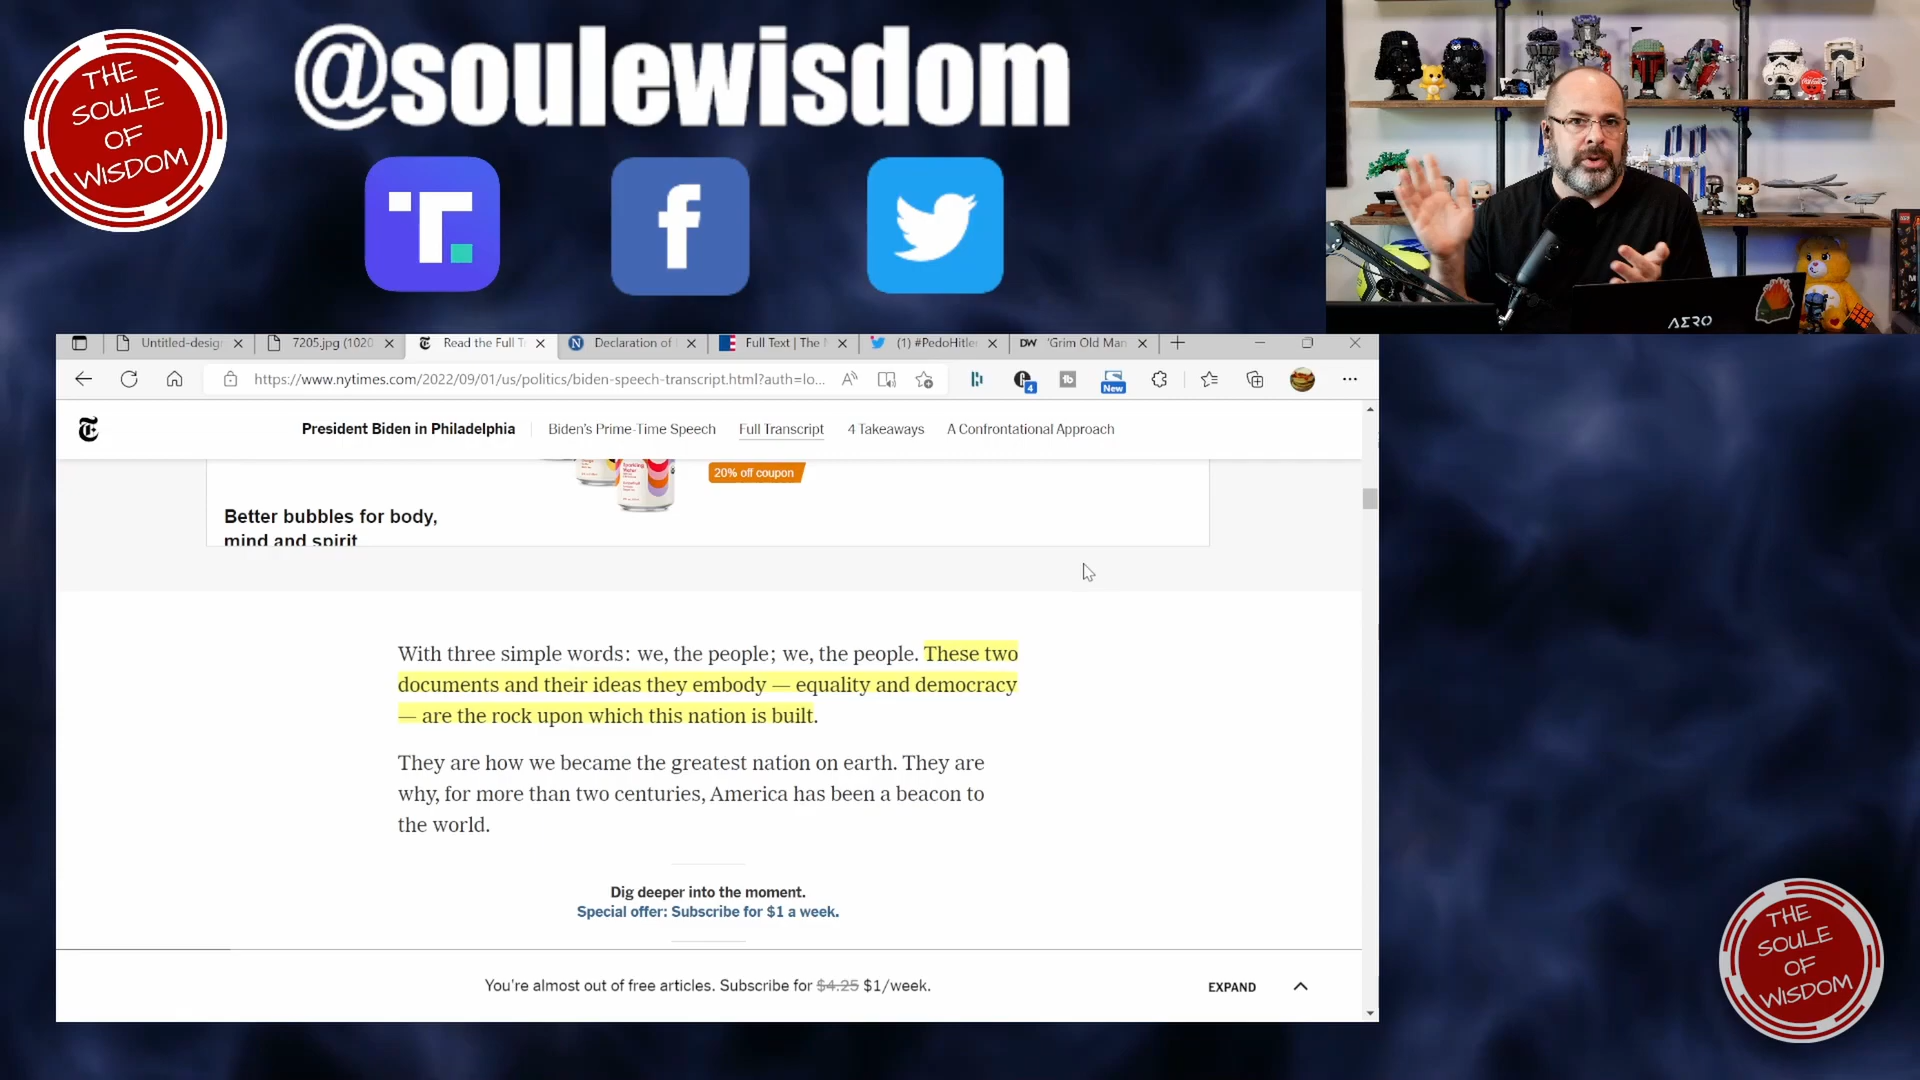 THE
SOULE
OF
WISDOM
@soulewisdom
AERO
Untitled-desig
7205.jpg (1020
Read the Full T
Declaration of
Full Text | The
(1) #PedoHitle
DW 'Grim Old Man
https://www.nytimes.com/2022/09/01/us/politics/biden-speech-transcript.html?auth=lo...
4
New
President Biden in Philadelphia
Biden's Prime-Time Speech
Full Transcript
4 Takeaways
A Confrontational Approach
20% off coupon
Better bubbles for body,
mind and spirit
With three simple words: we, the people; we, the people. These two
documents and their ideas they embody — equality and democracy
— are the rock upon which this nation is built.
They are how we became the greatest nation on earth. They are
why, for more than two centuries, America has been a beacon to
the world.
Dig deeper into the moment.
Special offer: Subscribe for $1 a week.
You're almost out of free articles. Subscribe for $4.25 $1/week.
EXPAND
THE
SOULE
OF
WISDOM